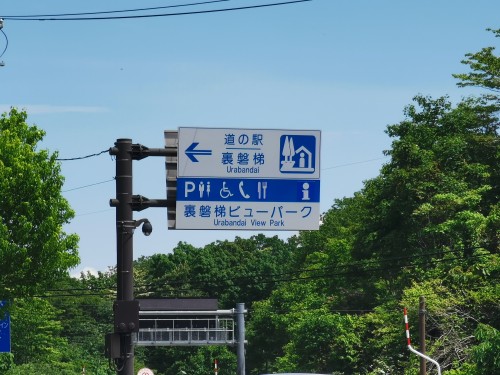 道の駅
裏磐梯
Urabandai
P i
裏磐梯ビューパーク
Urabandai View Park